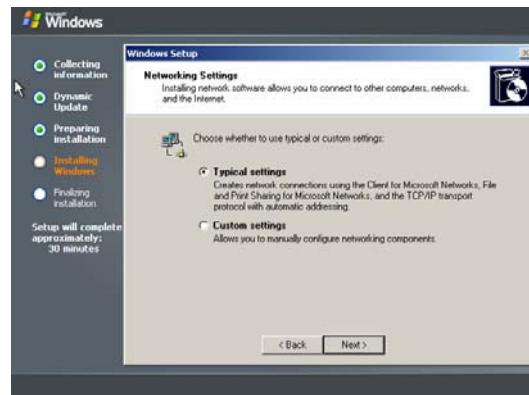 Microsoft
Windows
Collecting
information
Dynamic
Update
Preparing
installation
Installing
Windows
Finalizing
installation
Setup will complete
approximately:
30 minutes
Windows Setup
Networking Settings
Installing network software allows you to connect to other computers, networks,
and the Internet.
Choose whether to use typical or custom settings:
Typical settings
Creates network connections using the Client for Microsoft Networks, File
and Print Sharing for Microsoft Networks, and the TCP/IP transport
protocol with automatic addressing.
Custom settings
Allows you to manually configure networking components.
< Back
Next >